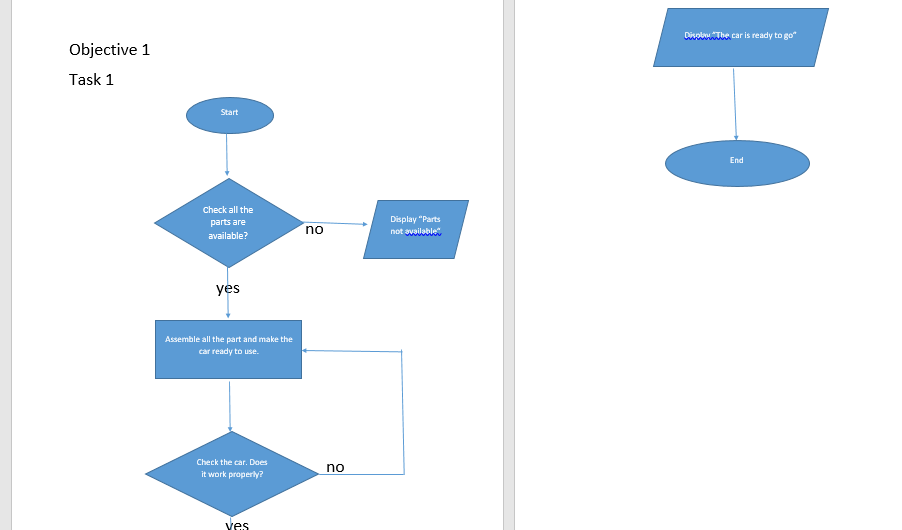 Objective 1
Task 1
Start
Check all the
parts are
available?
no
Display “Parts
not available”
yes
Assemble all the part and make the
car ready to use.
Check the car. Does
it work properly?
no
yes
Display “The car is ready to go”
End